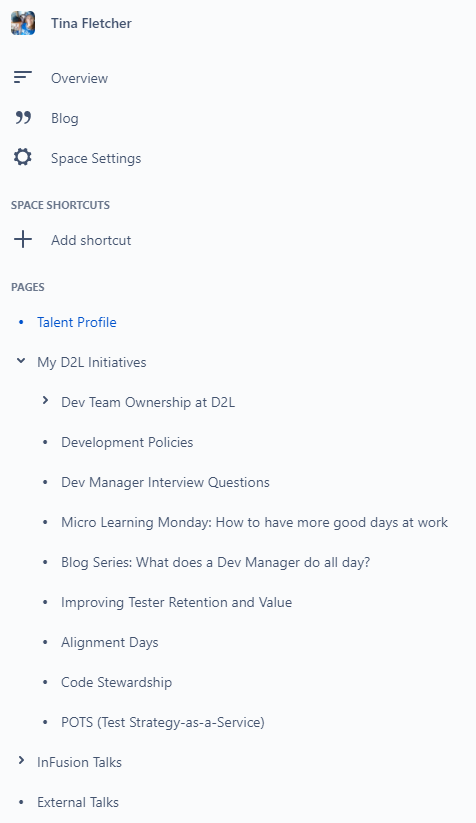 Tina Fletcher
Overview
Blog
Space Settings
SPACE SHORTCUTS
Add shortcut
PAGES
Talent Profile
My D2L Initiatives
Dev Team Ownership at D2L
Development Policies
Dev Manager Interview Questions
Micro Learning Monday: How to have more good days at work
Blog Series: What does a Dev Manager do all day?
Improving Tester Retention and Value
Alignment Days
Code Stewardship
POTS (Test Strategy-as-a-Service)
InFusion Talks
External Talks